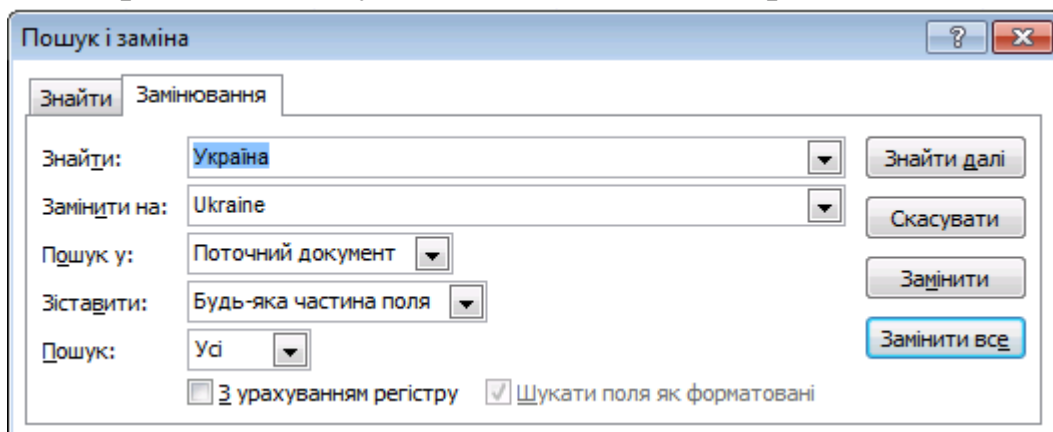 Пошук і заміна
Знайти Замінювання
Знайти: Україна Знайти далі
Замінити на: Ukraine Скасувати
Пошук у: Поточний документ Замінити
Зіставити: Будь-яка частина поля
Пошук: Усі Замінити все
З урахуванням регістру Шукати поля як форматовані